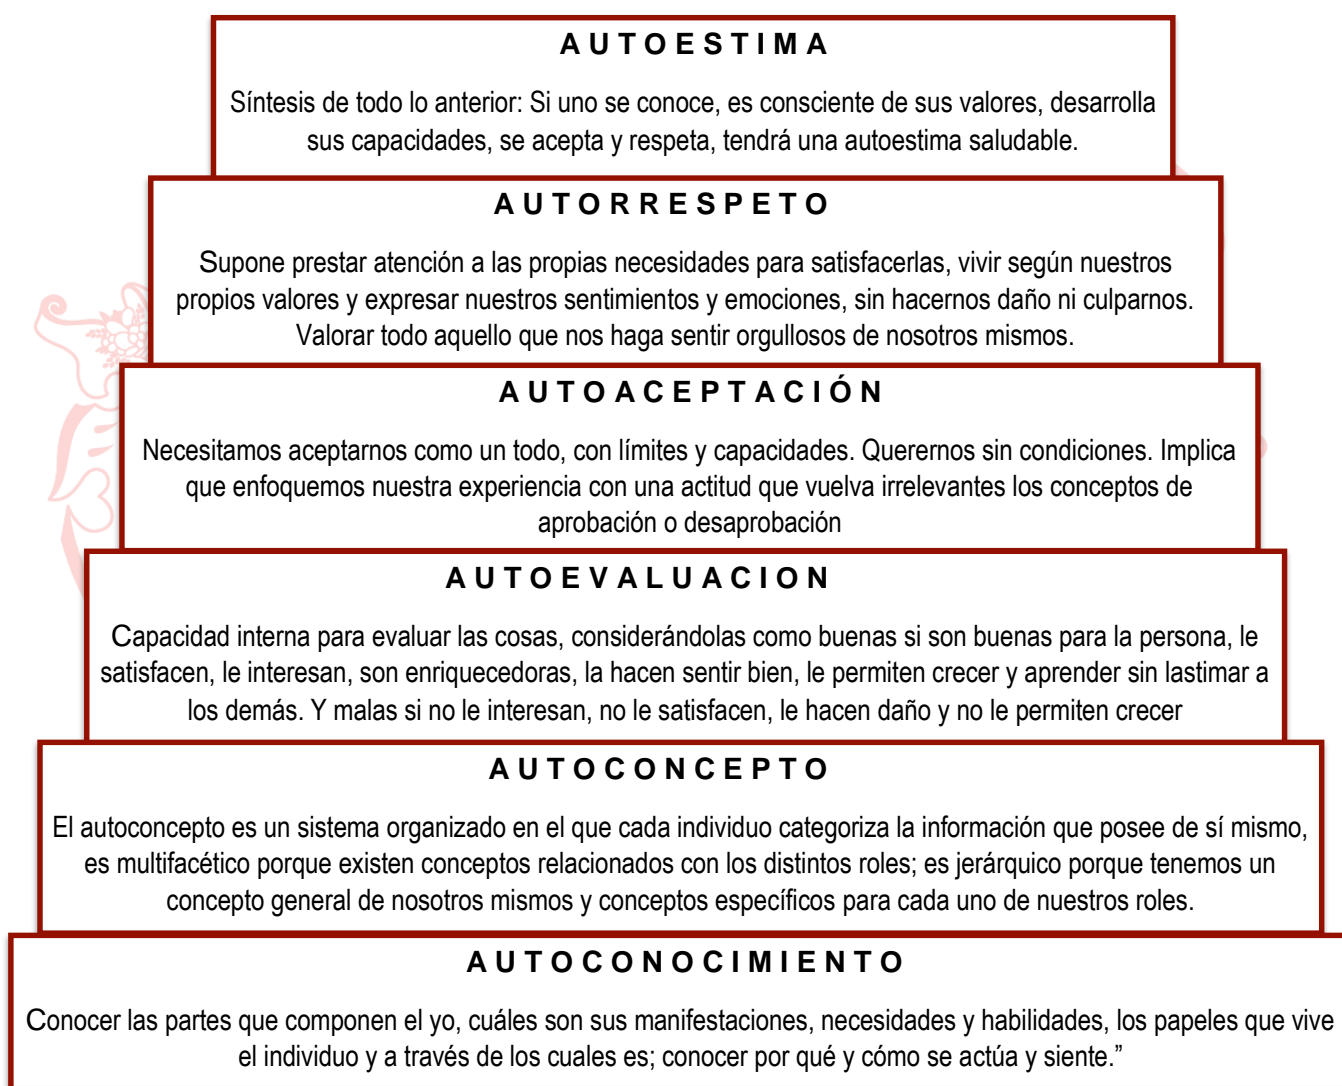 AUTOESTIMA
Síntesis de todo lo anterior: Si uno se conoce, es consciente de sus valores, desarrolla
sus capacidades, se acepta y respeta, tendrá una autoestima saludable.
AUTORRESPETO
Supone prestar atención a las propias necesidades para satisfacerlas, vivir según nuestros
propios valores y expresar nuestros sentimientos y emociones, sin hacernos daño ni culparnos.
Valorar todo aquello que nos haga sentir orgullosos de nosotros mismos.
AUTOACEPTACIÓN
Necesitamos aceptarnos como un todo, con límites y capacidades. Querernos sin condiciones. Implica
que enfoquemos nuestra experiencia con una actitud que vuelva irrelevantes los conceptos de
aprobación o desaprobación
AUTOEVALUACION
Capacidad interna para evaluar las cosas, considerándolas como buenas si son buenas para la persona, le
satisfacen, le interesan, son enriquecedoras, la hacen sentir bien, le permiten crecer y aprender sin lastimar a
los demás. Y malas si no le interesan, no le satisfacen, le hacen daño y no le permiten crecer
AUTOCONCEPTO
El autoconcepto es un sistema organizado en el que cada individuo categoriza la información que posee de sí mismo,
es multifacético porque existen conceptos relacionados con los distintos roles; es jerárquico porque tenemos un
concepto general de nosotros mismos y conceptos específicos para cada uno de nuestros roles.
AUTOCONOCIMIENTO
Conocer las partes que componen el yo, cuáles son sus manifestaciones, necesidades y habilidades, los papeles que vive
el individuo y a través de los cuales es; conocer por qué y cómo se actúa y siente.”